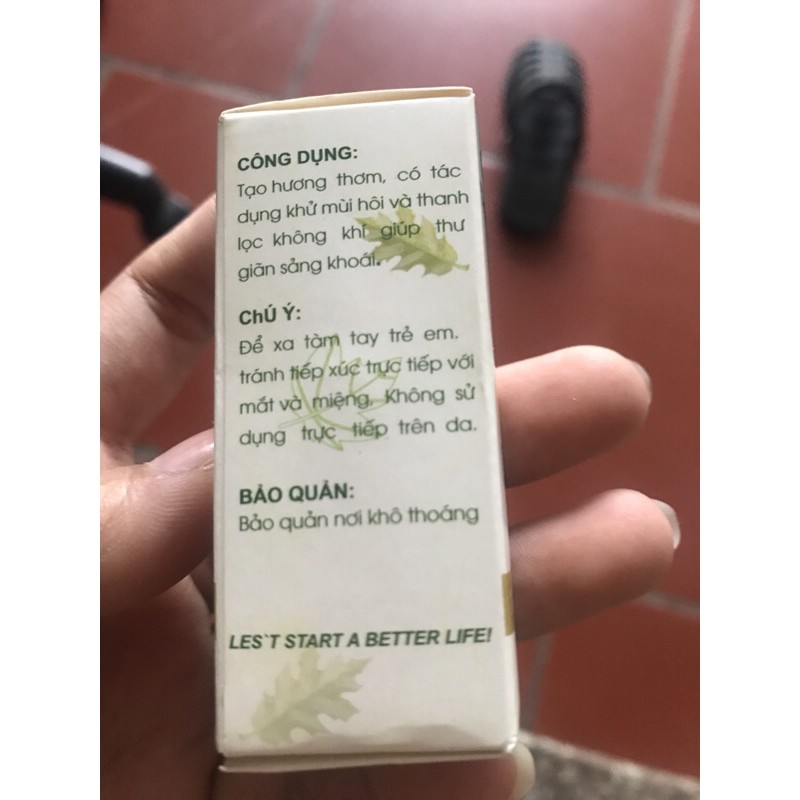 CÔNG DỤNG:
Tạo hương thơm, có tác
dụng khử mùi hôi và thanh
lọc không khí giúp thư
giãn sảng khoái.
ChÚ Ý:
Để xa tàm tay trẻ em.
tránh tiếp xúc trực tiếp với
mắt và miệng, Không sử
dụng trực tiếp trên da.
BẢO QUẢN:
Bảo quản nơi khô thoáng
LES`T START A BETTER LIFE!